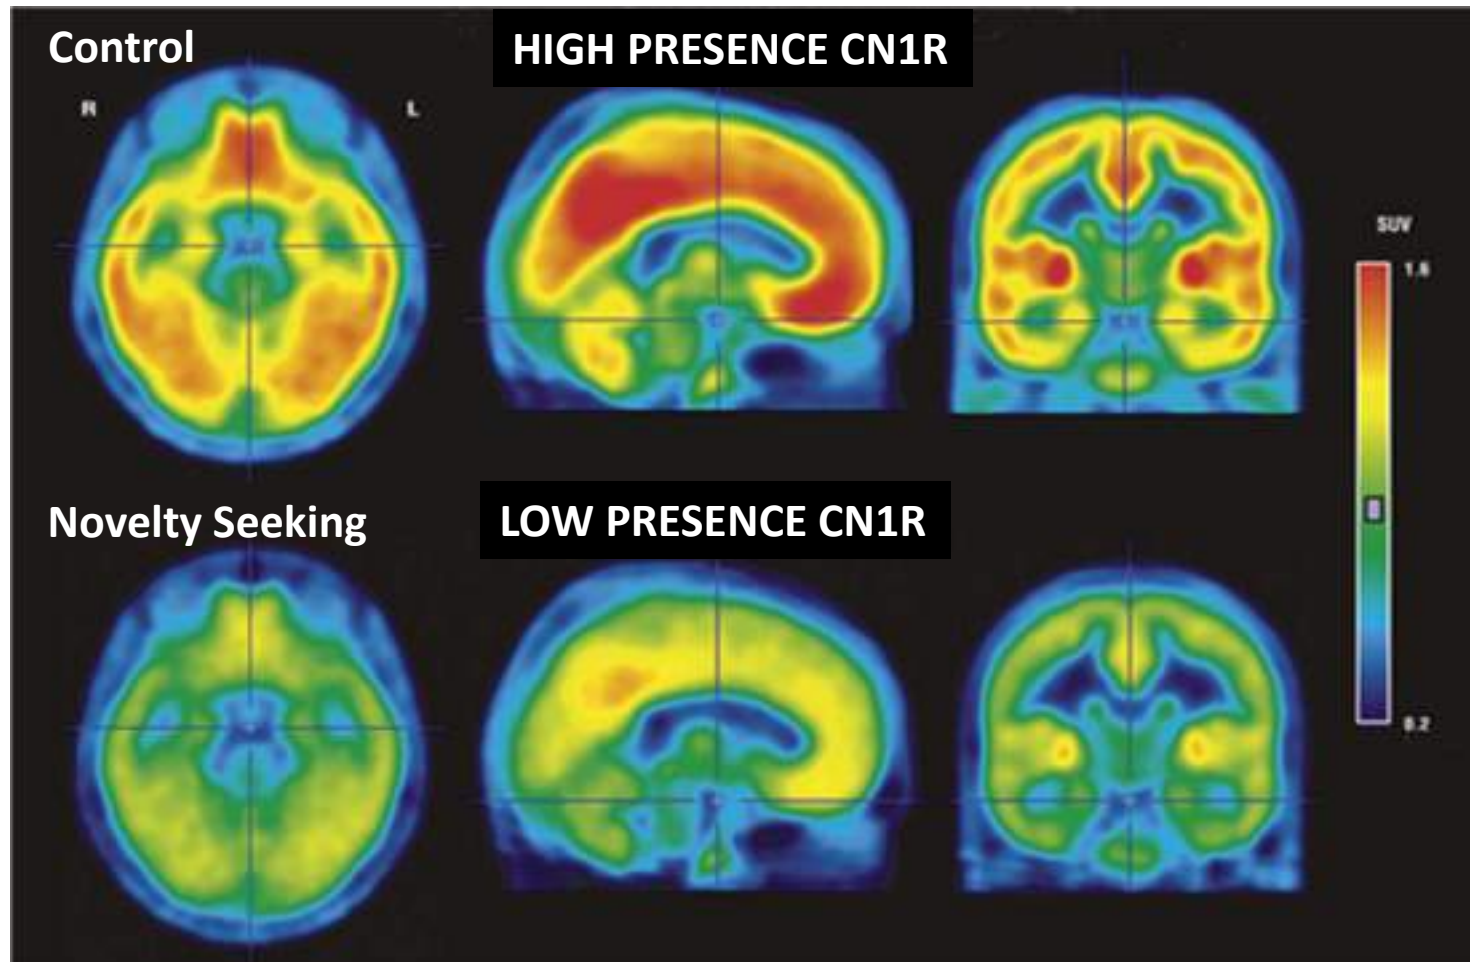 Control
HIGH PRESENCE CN1R
R
L
SUV
1.6
Novelty Seeking
LOW PRESENCE CN1R
0.2